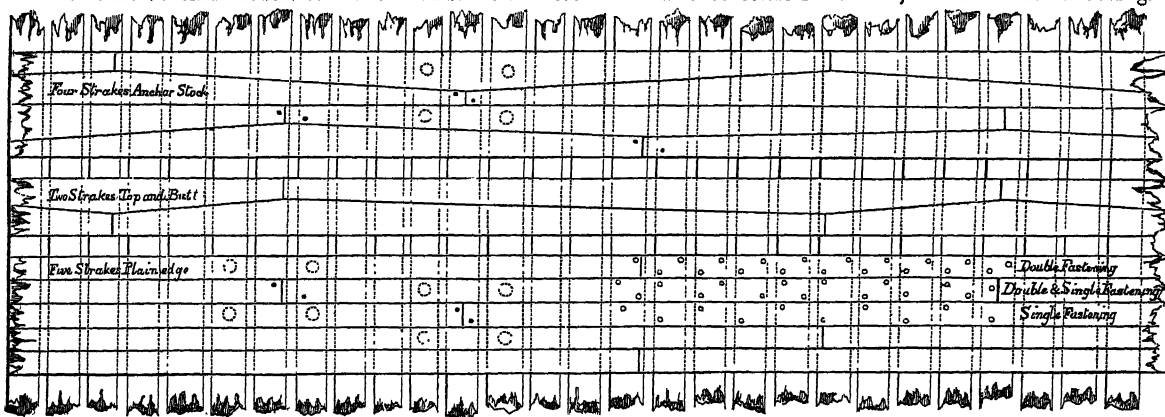 Four Strakes Anchor Stock
Two Strakes Top and Butt
Five Strakes Plain edge
Double Fastening
Double & Single Fastening
Single Fastening